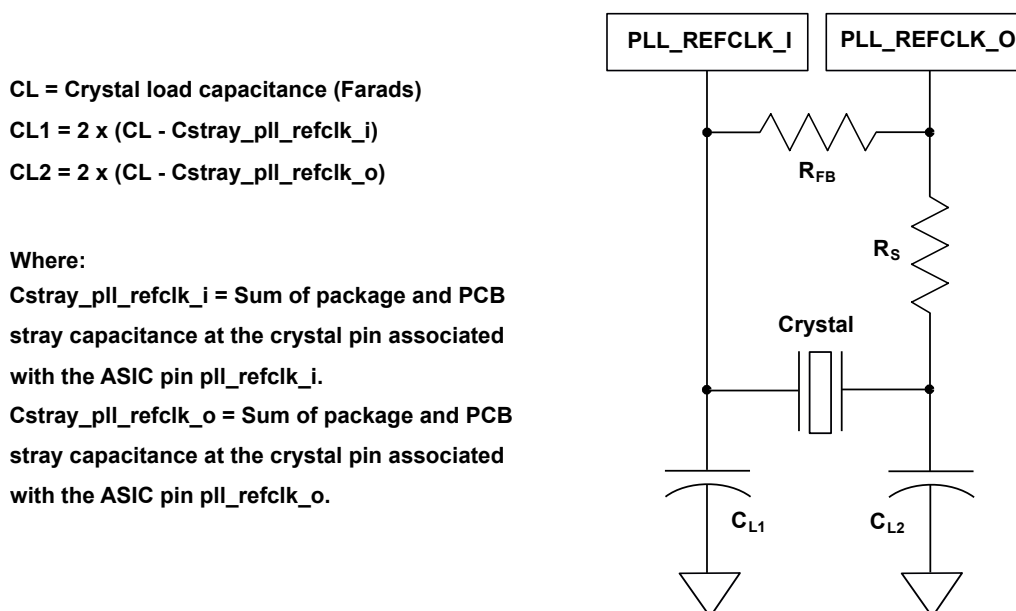 CL = Crystal load capacitance (Farads)
CL1 = 2 x (CL - Cstray_pll_refclk_i)
CL2 = 2 x (CL - Cstray_pll_refclk_o)
Where:
Cstray_pll_refclk_i = Sum of package and PCB
stray capacitance at the crystal pin associated
with the ASIC pin pll_refclk_i.
Cstray_pll_refclk_o = Sum of package and PCB
stray capacitance at the crystal pin associated
with the ASIC pin pll_refclk_o.
PLL_REFCLK_I
PLL_REFCLK_O
RFB
RS
Crystal
CL1
CL2